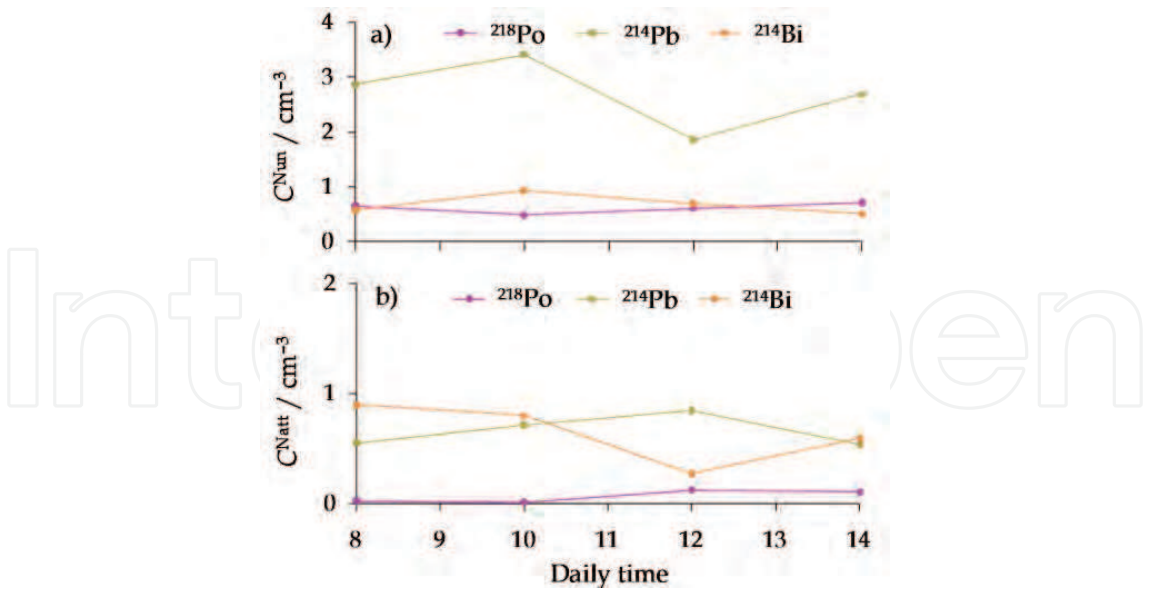 4
a) ²¹⁸Po ²¹⁴Pb ²¹⁴Bi
3
2
1
0
C^Nun / cm⁻³
2
b) ²¹⁸Po ²¹⁴Pb ²¹⁴Bi
1
0
C^Natt / cm⁻³
8 9 10 11 12 13 14
Daily time